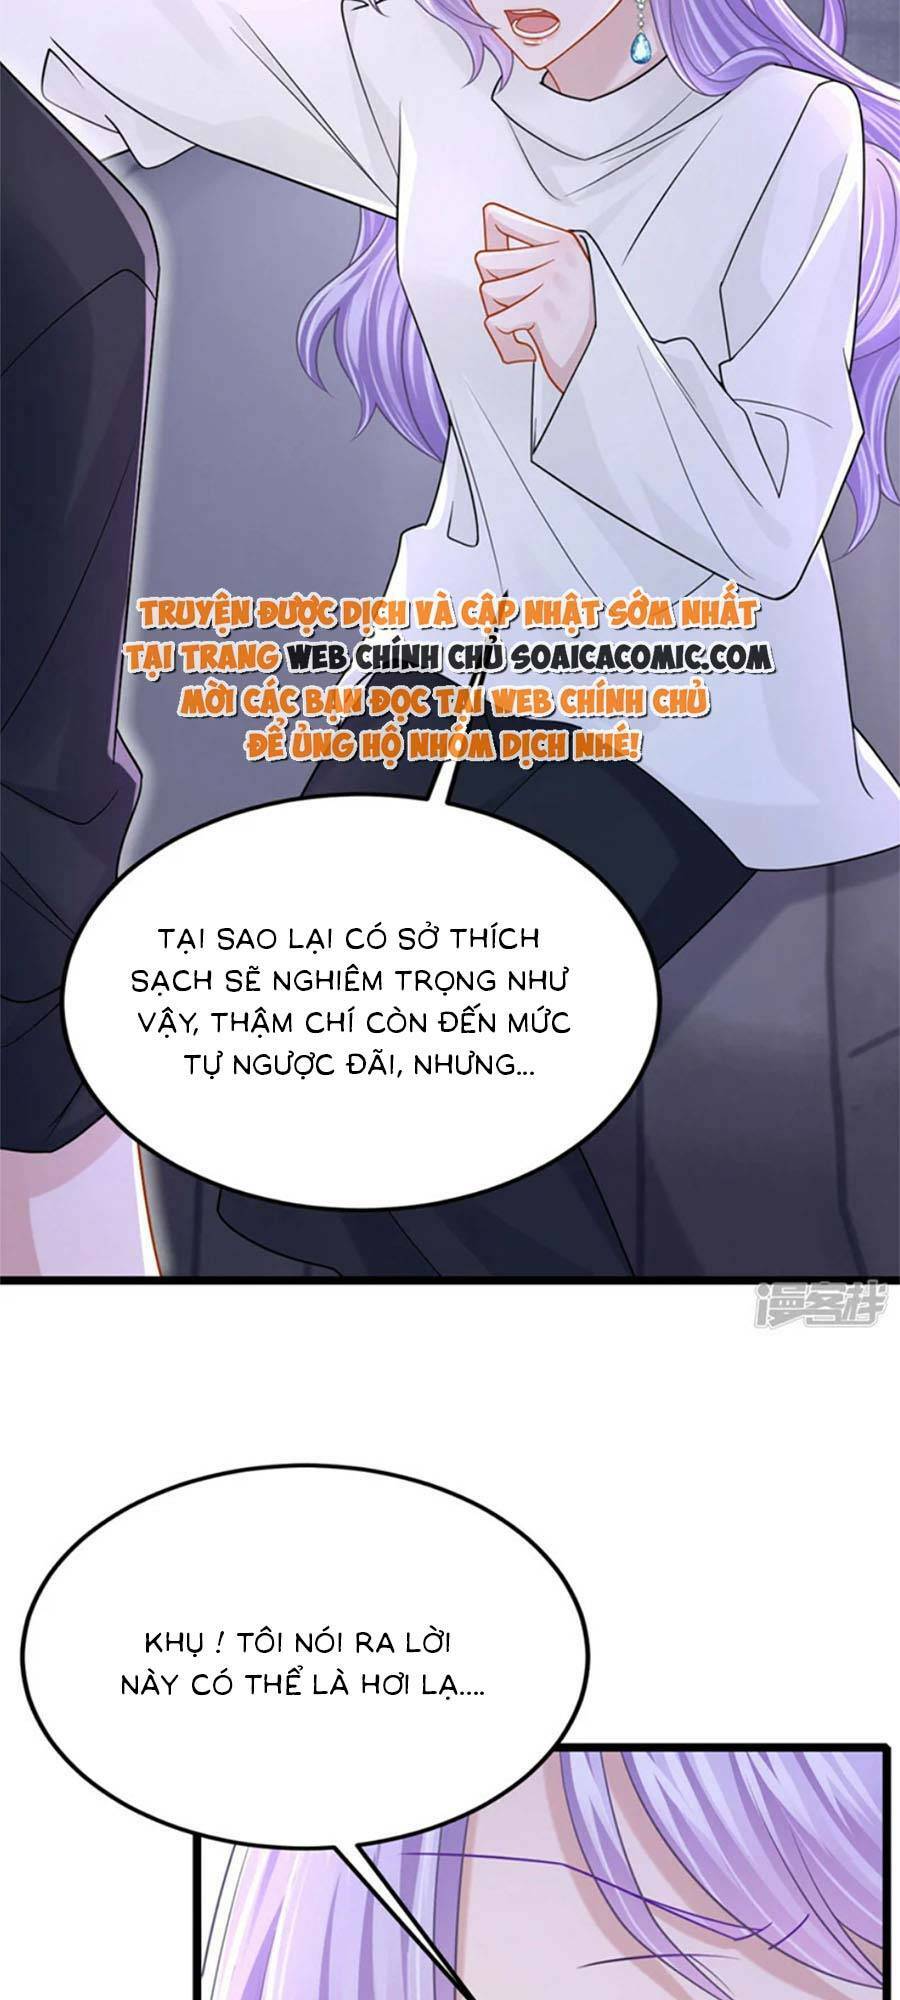 TRUYỆN ĐƯỢC DỊCH VÀ CẬP NHẬT SỚM NHẤT
TẠI TRANG WEB CHÍNH CHỦ SOAICACOMIC.COM
MỜI CÁC BẠN ĐỌC TẠI WEB CHÍNH CHỦ
ĐỂ ỦNG HỘ NHÓM DỊCH NHÉ!
TẠI SAO LẠI CÓ SỞ THÍCH
SẠCH SẼ NGHIÊM TRỌNG NHƯ
VẬY, THẬM CHÍ CÒN ĐẾN MỨC
TỰ NGƯỢC ĐÃI, NHƯNG...
漫客栈
KHỤ ! TÔI NÓI RA LỜI
NÀY CÓ THỂ LÀ HƠI LẠ....